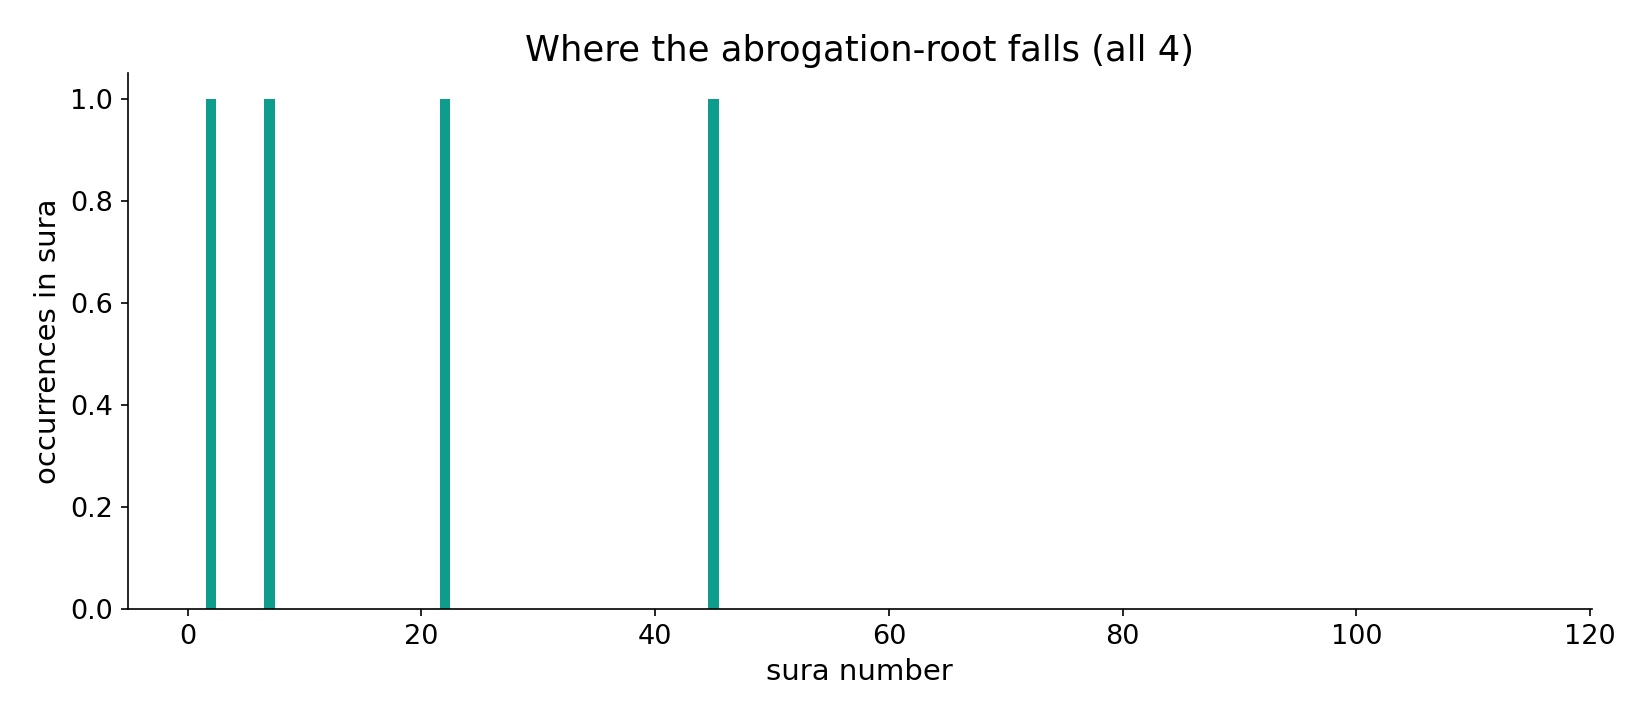 Where the abrogation-root falls (all 4)
occurrences in sura
1.0
0.8
0.6
0.4
0.2
0.0
0 20 40 60 80 100 120
sura number